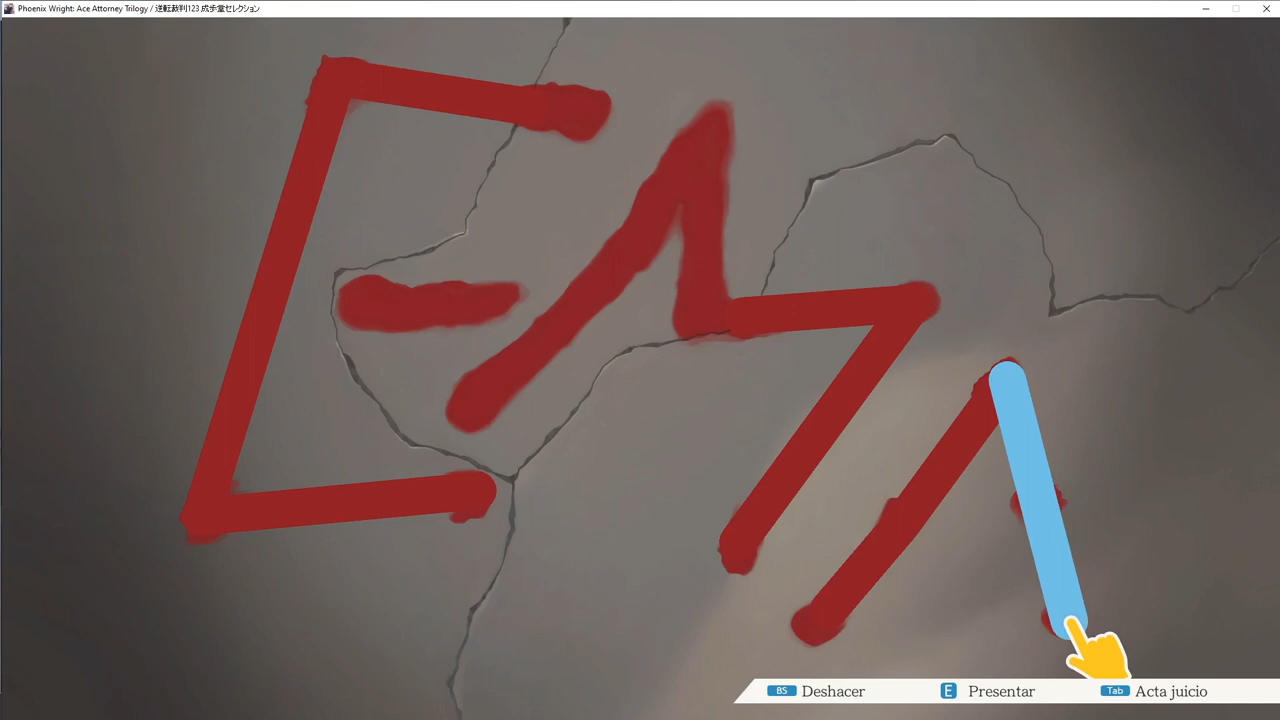 Phoenix Wright: Ace Attorney Trilogy / 逆転裁判123 成歩堂セレクション
EMA
BS Deshacer
E Presentar
Tab Acta juicio